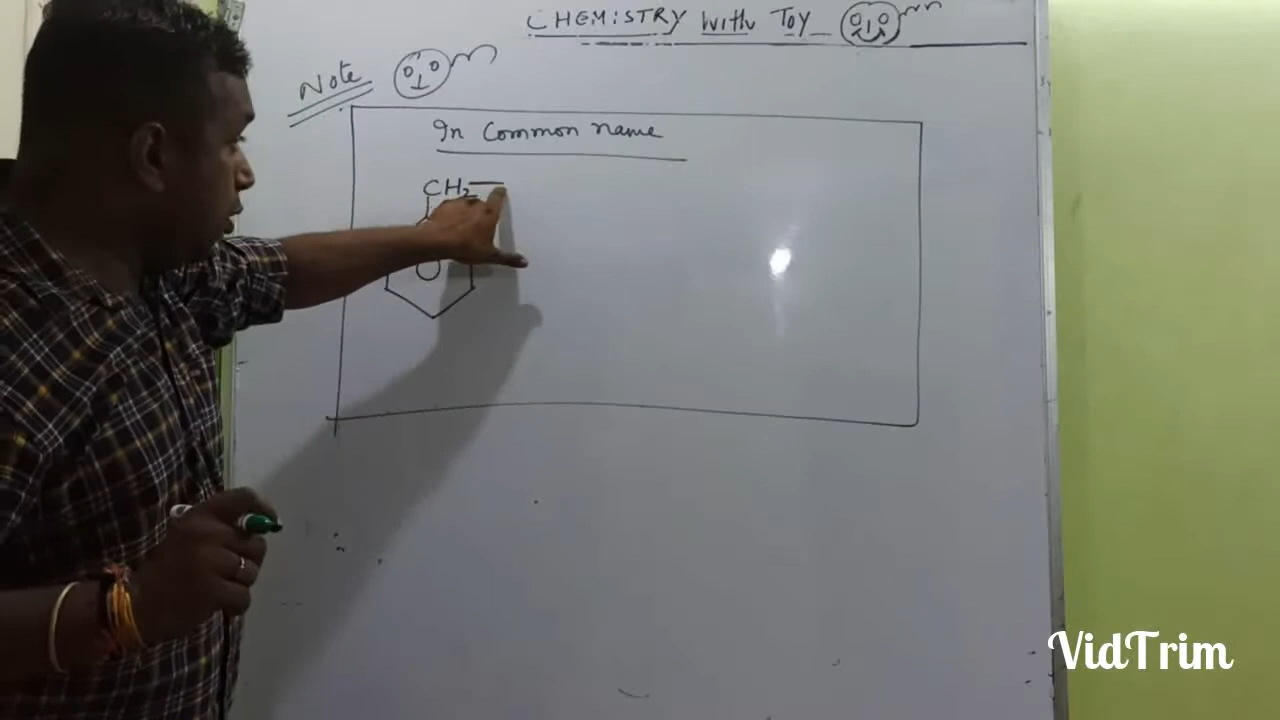 CHEMISTRY With Toy
Note
In Common name
CH2—
VidTrim